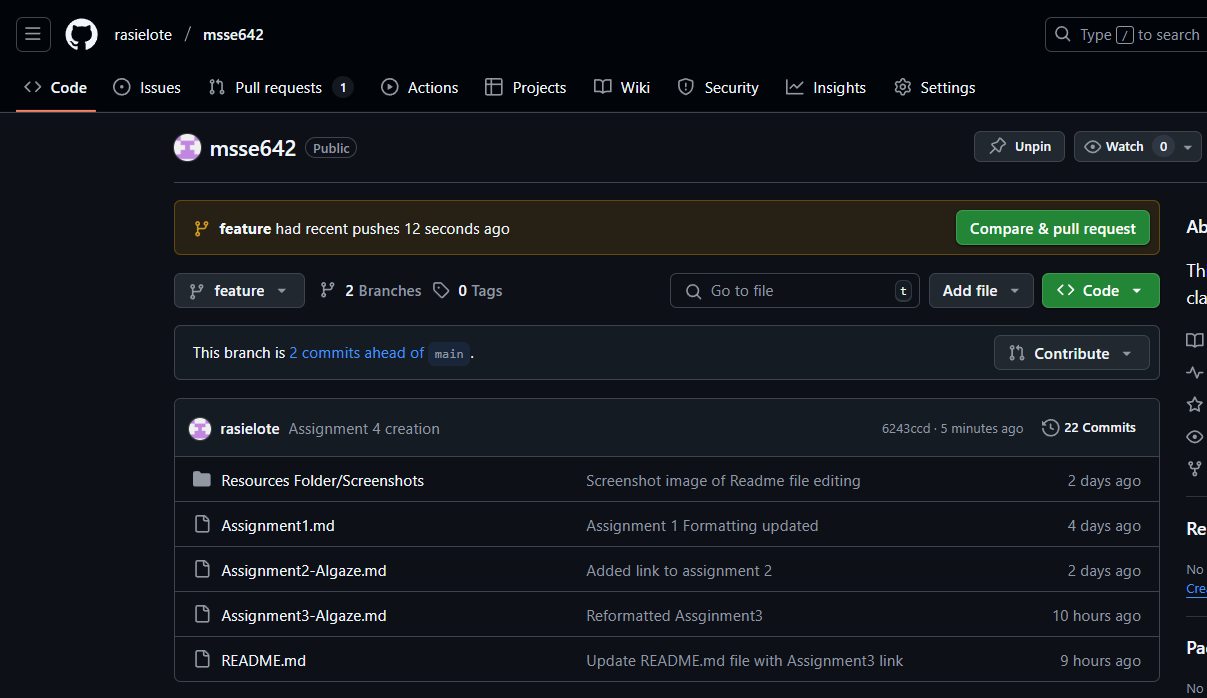 rasielote / msse642
Type / to search
Code Issues Pull requests 1 Actions Projects Wiki Security Insights Settings
msse642 Public Unpin Watch 0
feature had recent pushes 12 seconds ago Compare & pull request
Ab
feature 2 Branches 0 Tags Go to file t Add file Code
Th
cla
This branch is 2 commits ahead of main .
Contribute
rasielote Assignment 4 creation 6243ccd · 5 minutes ago 22 Commits
Resources Folder/Screenshots Screenshot image of Readme file editing 2 days ago
Assignment1.md Assignment 1 Formatting updated 4 days ago
Re
Assignment2-Algaze.md Added link to assignment 2 2 days ago
No
Crea
Assignment3-Algaze.md Reformatted Assginment3 10 hours ago
README.md Update README.md file with Assignment3 link 9 hours ago
Pa
No